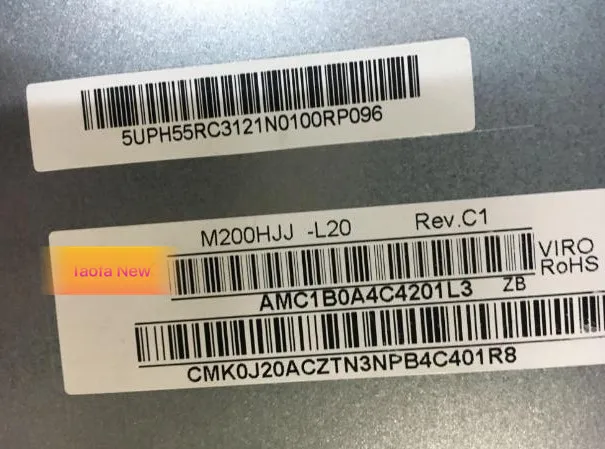 5UPH55RC3121N0100RP096
M200HJJ -L20 Rev.C1
Taofa New
VIRO
RoHS
AMC1B0A4C4201L3 ZB
CMK0J20ACZTN3NPB4C401R8